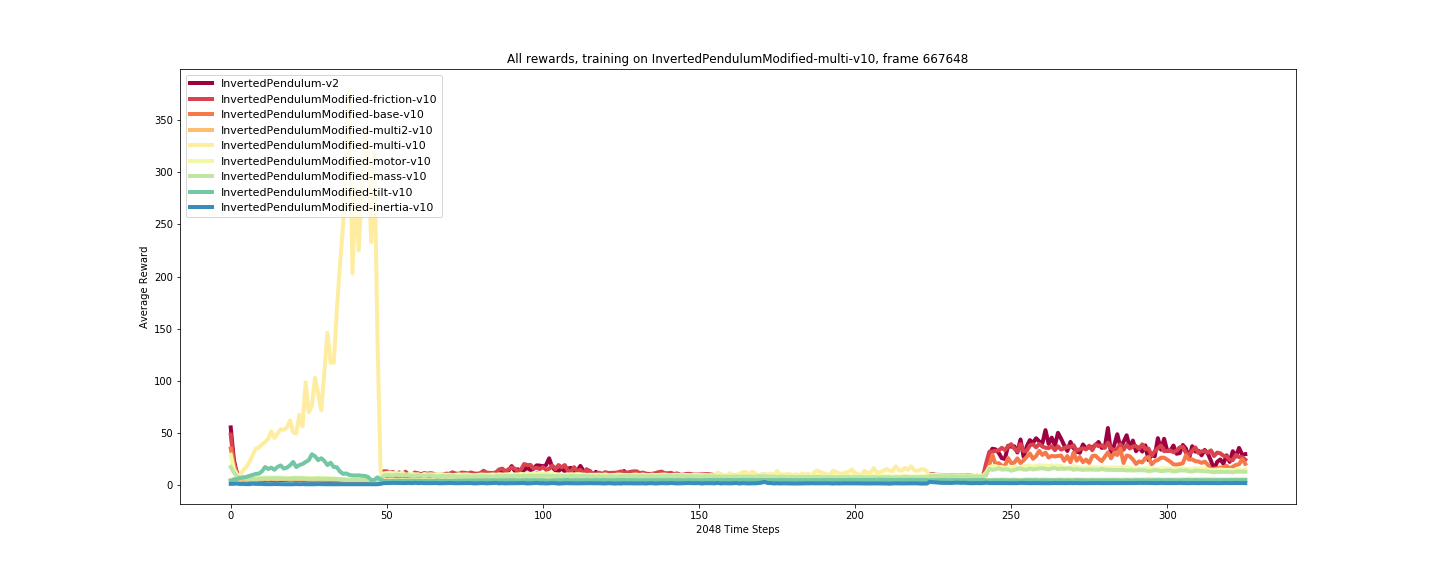 All rewards, training on InvertedPendulumModified-multi-v10, frame 667648
InvertedPendulum-v2
InvertedPendulumModified-friction-v10
InvertedPendulumModified-base-v10
InvertedPendulumModified-multi2-v10
InvertedPendulumModified-multi-v10
InvertedPendulumModified-motor-v10
InvertedPendulumModified-mass-v10
InvertedPendulumModified-tilt-v10
InvertedPendulumModified-inertia-v10
Average Reward
350
300
250
200
150
100
50
0
0 50 100 150 200 250 300
2048 Time Steps